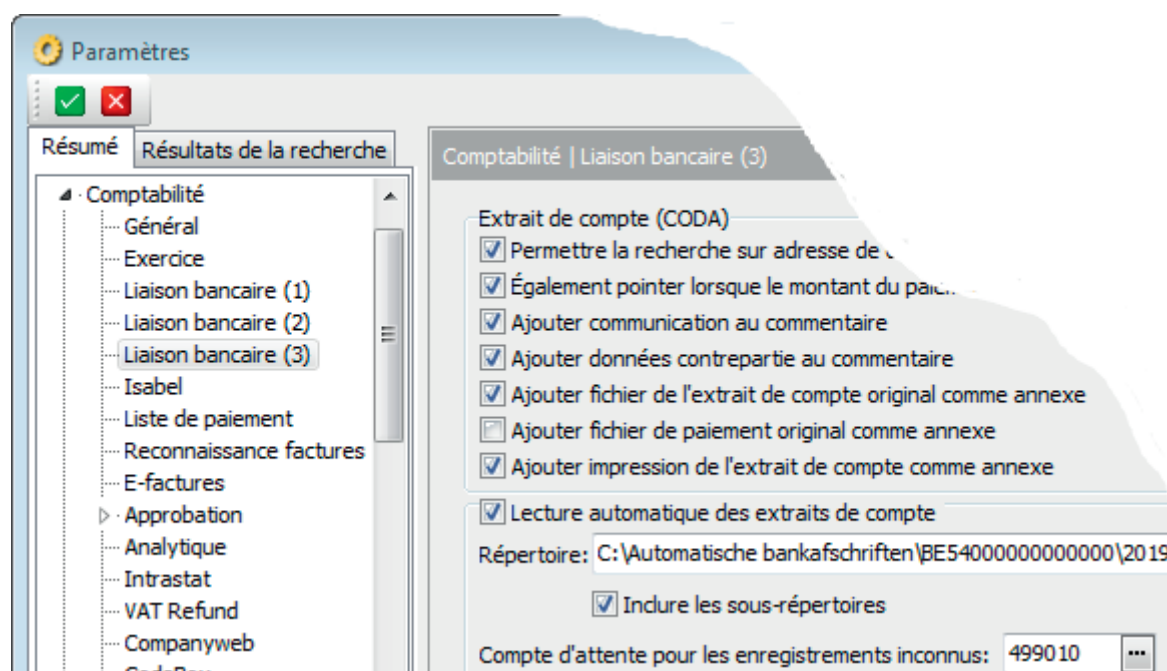 Paramètres
Résumé
Résultats de la recherche
Comptabilité | Liaison bancaire (3)
Comptabilité
Général
Exercice
Liaison bancaire (1)
Liaison bancaire (2)
Liaison bancaire (3)
Isabel
Liste de paiement
Reconnaissance factures
E-factures
Approbation
Analytique
Intrastat
VAT Refund
Companyweb
Extrait de compte (CODA)
Permettre la recherche sur adresse de
Également pointer lorsque le montant du
Ajouter communication au commentaire
Ajouter données contrepartie au commentaire
Ajouter fichier de l'extrait de compte original comme annexe
Ajouter fichier de paiement original comme annexe
Ajouter impression de l'extrait de compte comme annexe
Lecture automatique des extraits de compte
Répertoire: C:\Automatische bankafschriften\BE54000000000000\2019
Inclure les sous-répertoires
Compte d'attente pour les enregistrements inconnus: 499010 ...